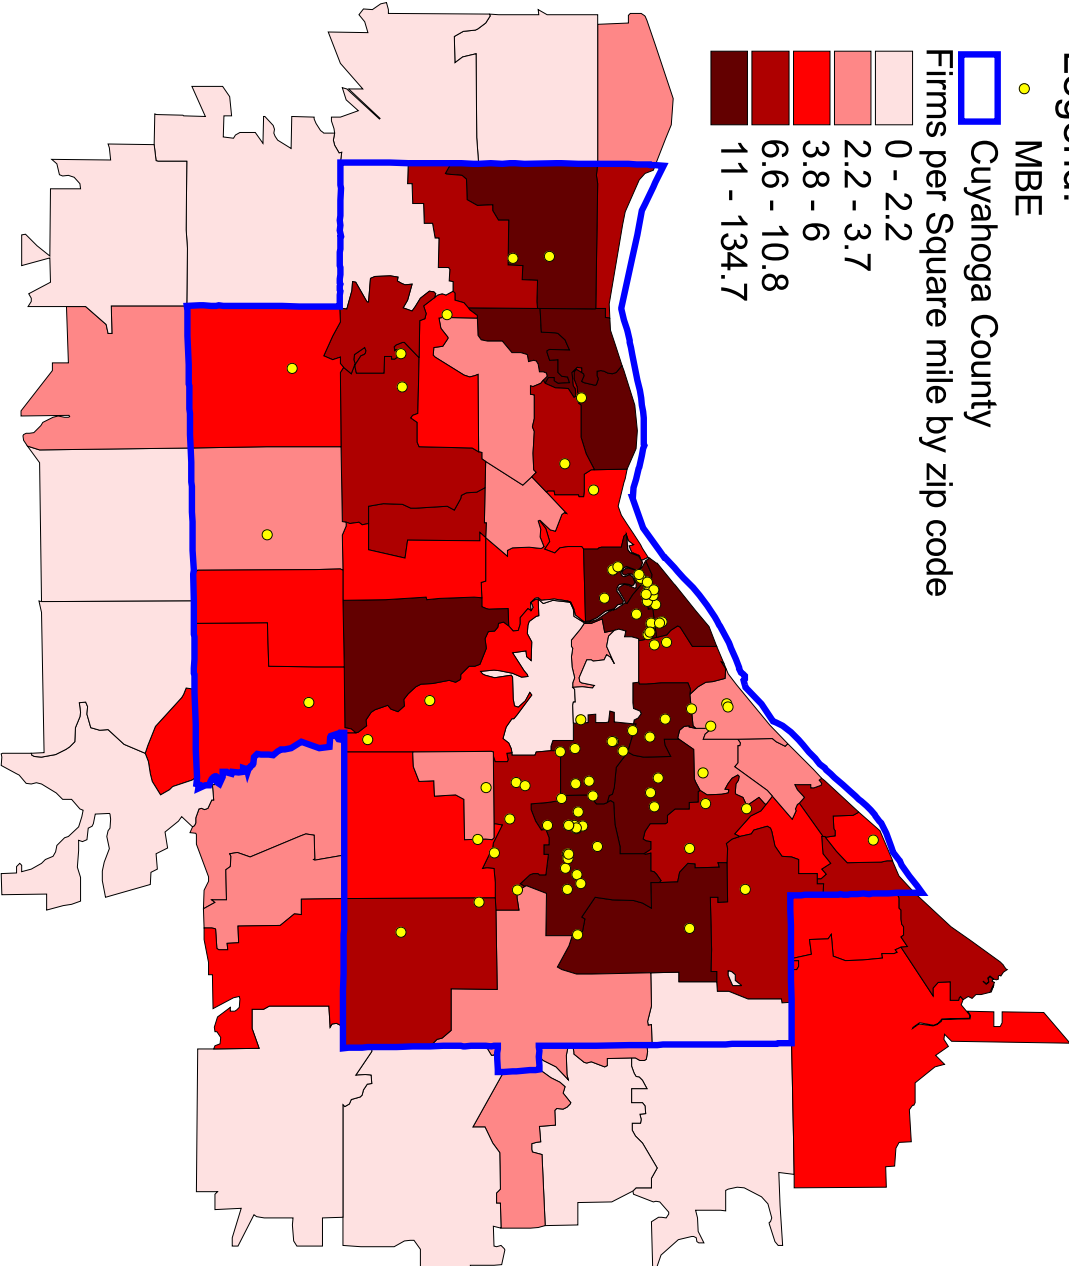 Legend:
MBE
Cuyahoga County
Firms per Square mile by zip code
0 - 2.2
2.2 - 3.7
3.8 - 6
6.6 - 10.8
11 - 134.7